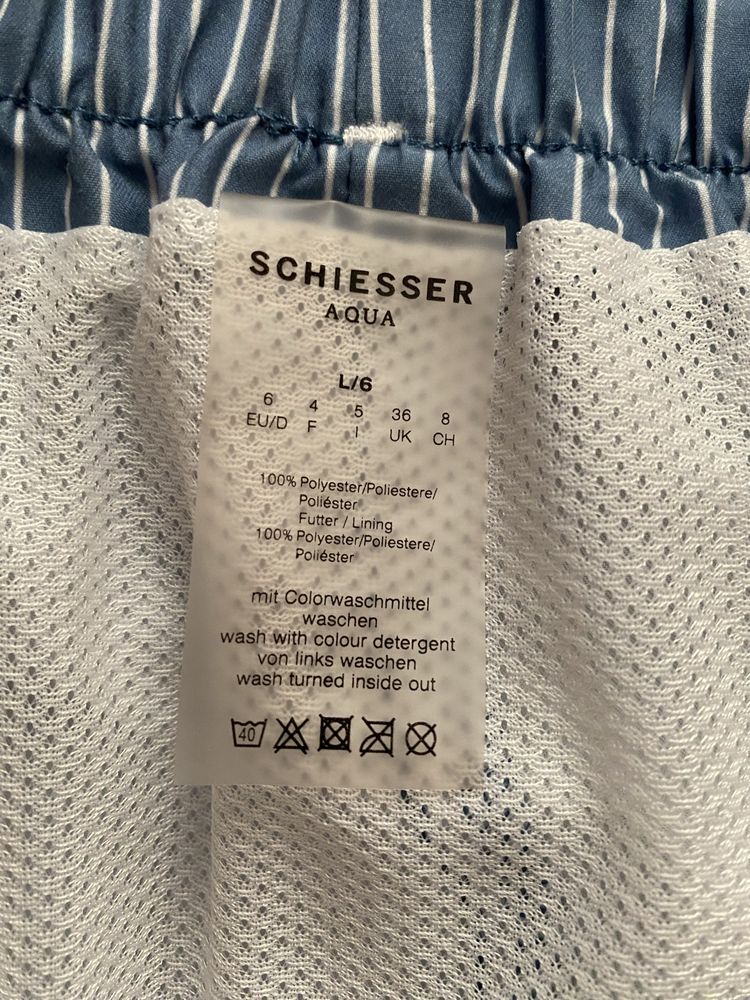 SCHIESSER
AQUA
L/6
6 4 5 36 8
EU/D F I UK CH
100% Polyester/Poliestere/
Poliéster
Futter / Lining
100% Polyester/Poliestere/
Poliéster
mit Colorwaschmittel
waschen
wash with colour detergent
von links waschen
wash turned inside out
40